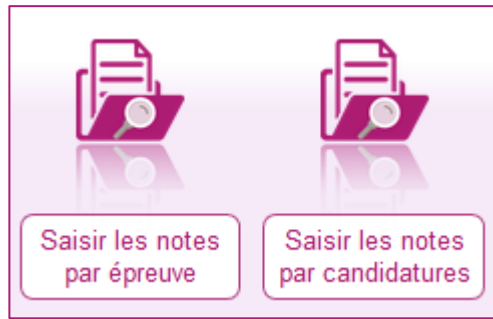 Saisir les notes
par épreuve
Saisir les notes
par candidatures